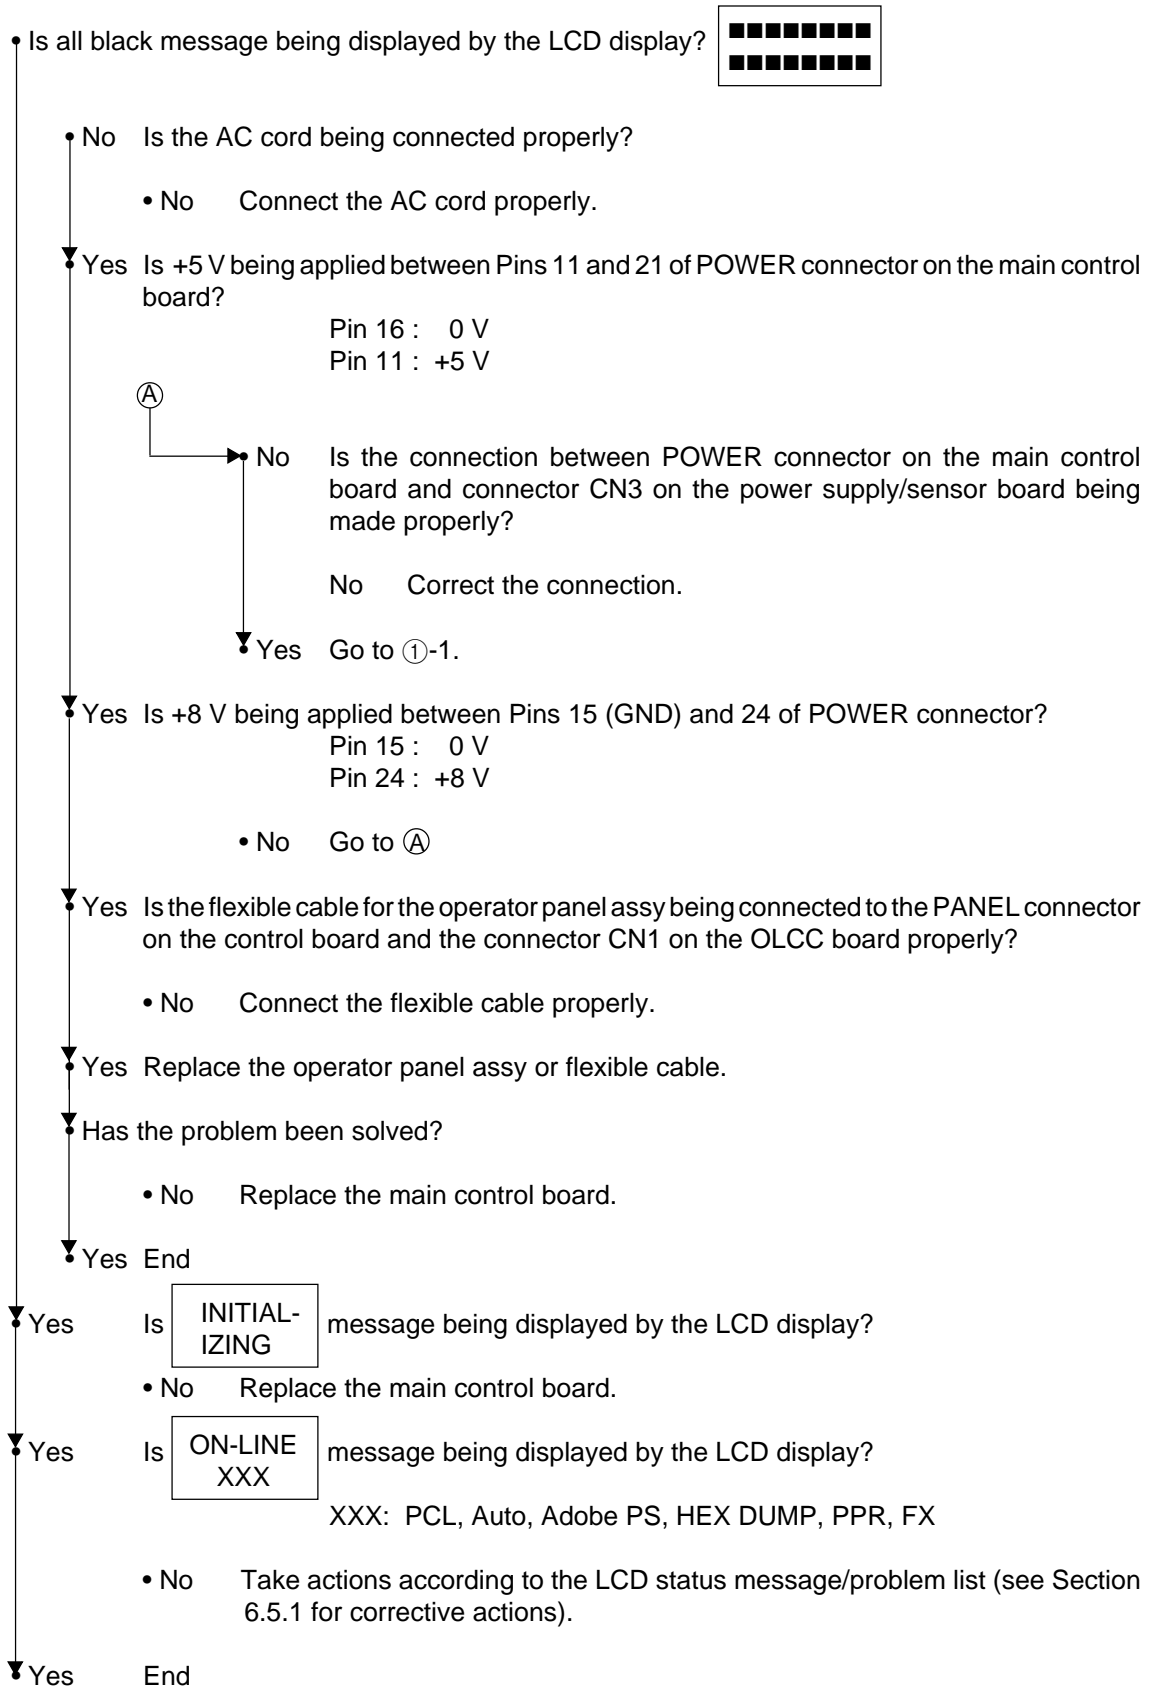 • Is all black message being displayed by the LCD display? ■■■■■■■■
■■■■■■■■
• No Is the AC cord being connected properly?
• No Connect the AC cord properly.
• Yes Is +5 V being applied between Pins 11 and 21 of POWER connector on the main control
board?
Pin 16 : 0 V
Pin 11 : +5 V
Ⓐ
• No Is the connection between POWER connector on the main control
board and connector CN3 on the power supply/sensor board being
made properly?
No Correct the connection.
• Yes Go to ①-1.
• Yes Is +8 V being applied between Pins 15 (GND) and 24 of POWER connector?
Pin 15 : 0 V
Pin 24 : +8 V
• No Go to Ⓐ
• Yes Is the flexible cable for the operator panel assy being connected to the PANEL connector
on the control board and the connector CN1 on the OLCC board properly?
• No Connect the flexible cable properly.
• Yes Replace the operator panel assy or flexible cable.
• Has the problem been solved?
• No Replace the main control board.
• Yes End
• Yes Is INITIAL-
IZING message being displayed by the LCD display?
• No Replace the main control board.
• Yes Is ON-LINE
XXX message being displayed by the LCD display?
XXX: PCL, Auto, Adobe PS, HEX DUMP, PPR, FX
• No Take actions according to the LCD status message/problem list (see Section
6.5.1 for corrective actions).
• Yes End